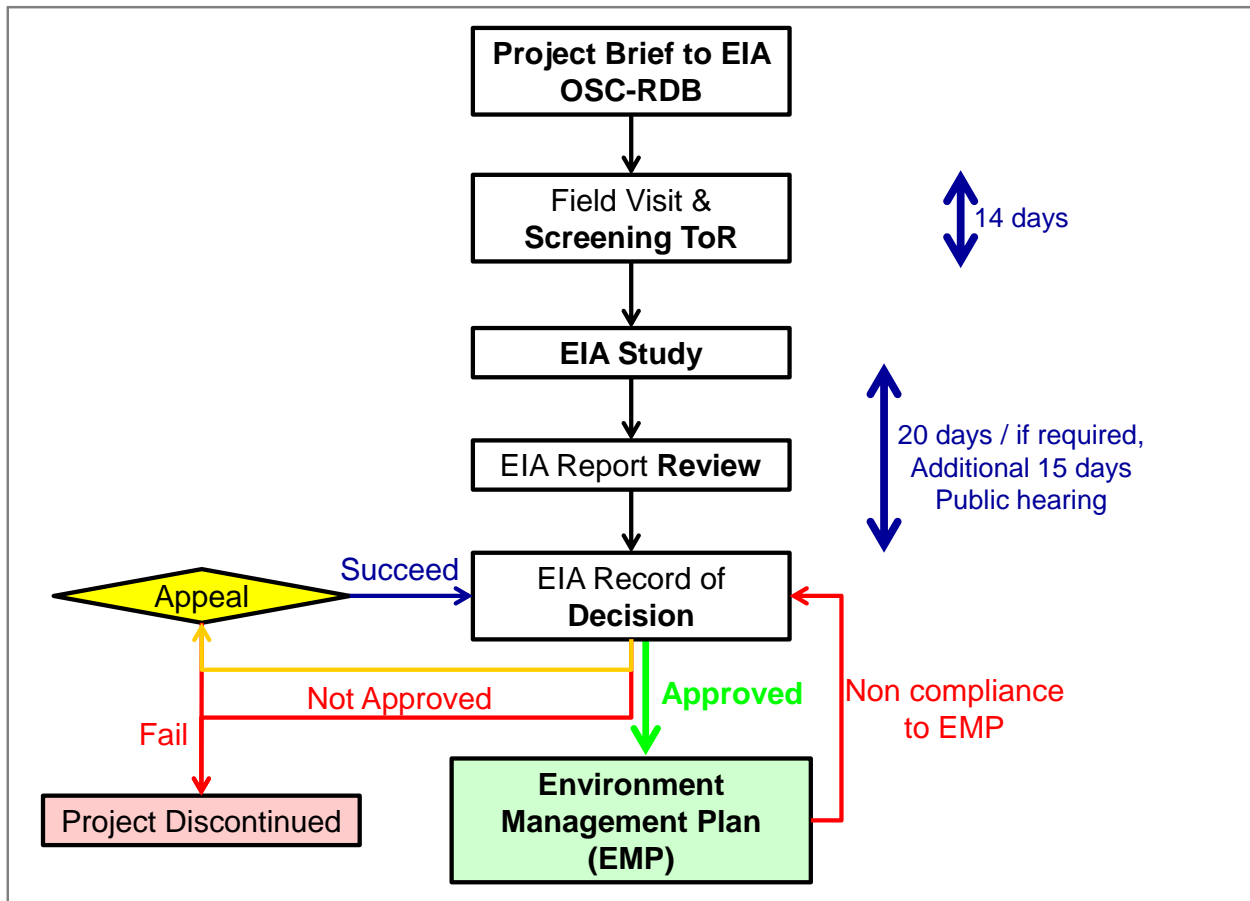 Project Brief to EIA
OSC-RDB
Field Visit &
Screening ToR
14 days
EIA Study
EIA Report Review
20 days / if required,
Additional 15 days
Public hearing
Appeal
Succeed
EIA Record of
Decision
Not Approved
Approved
Non compliance
to EMP
Fail
Project Discontinued
Environment
Management Plan
(EMP)